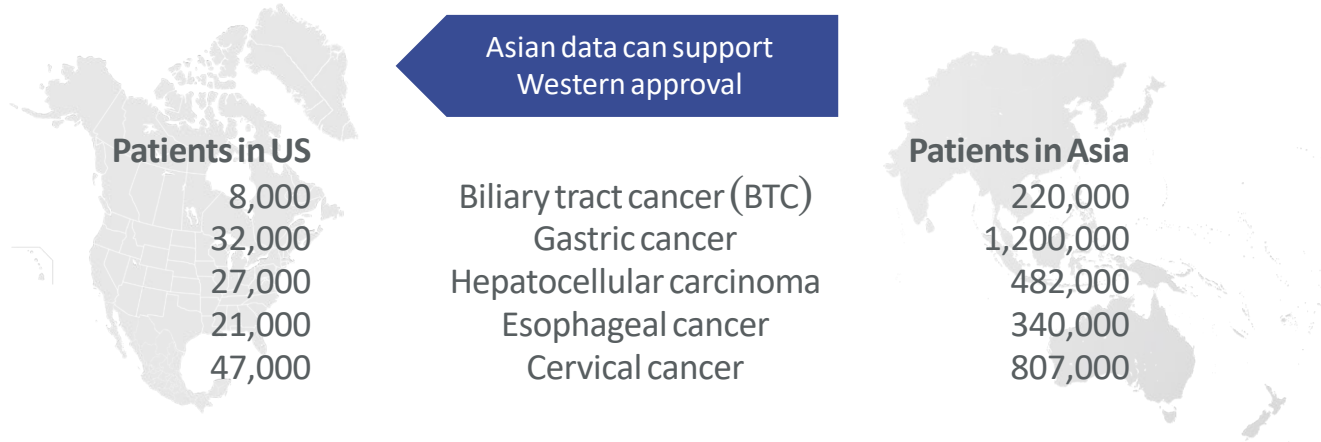 Asian data can support
Western approval
Patients in US Patients in Asia
8,000 Biliary tract cancer (BTC) 220,000
32,000 Gastric cancer 1,200,000
27,000 Hepatocellular carcinoma 482,000
21,000 Esophageal cancer 340,000
47,000 Cervical cancer 807,000